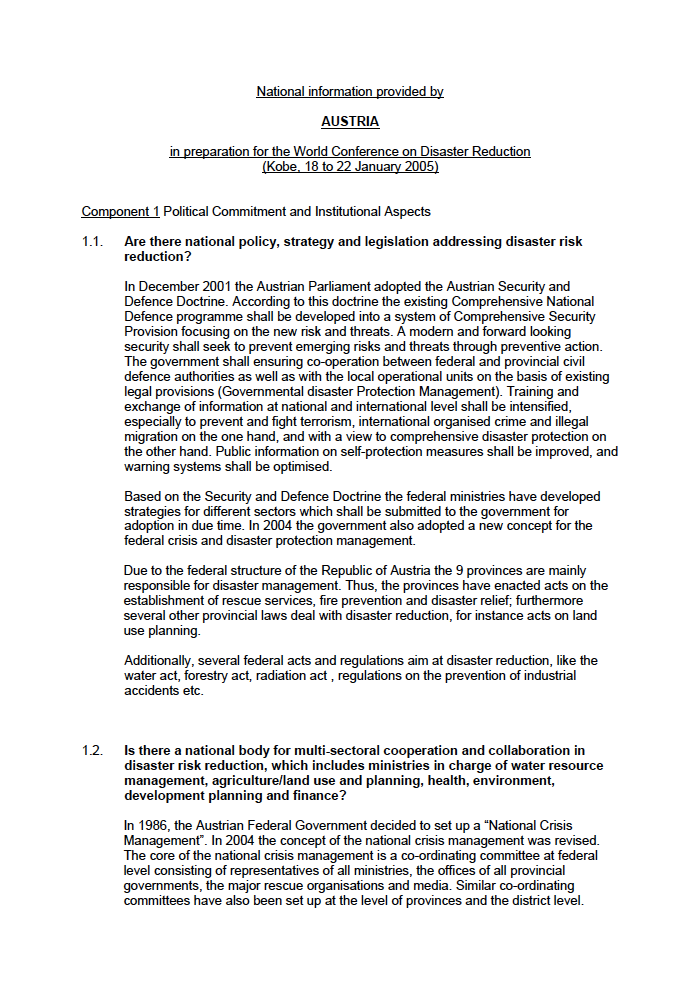 National information provided by
AUSTRIA
in preparation for the World Conference on Disaster Reduction
(Kobe, 18 to 22 January 2005)
Component 1 Political Commitment and Institutional Aspects
1.1. Are there national policy, strategy and legislation addressing disaster risk
reduction?
In December 2001 the Austrian Parliament adopted the Austrian Security and
Defence Doctrine. According to this doctrine the existing Comprehensive National
Defence programme shall be developed into a system of Comprehensive Security
Provision focusing on the new risk and threats. A modern and forward looking
security shall seek to prevent emerging risks and threats through preventive action.
The government shall ensuring co-operation between federal and provincial civil
defence authorities as well as with the local operational units on the basis of existing
legal provisions (Governmental disaster Protection Management). Training and
exchange of information at national and international level shall be intensified,
especially to prevent and fight terrorism, international organised crime and illegal
migration on the one hand, and with a view to comprehensive disaster protection on
the other hand. Public information on self-protection measures shall be improved, and
warning systems shall be optimised.
Based on the Security and Defence Doctrine the federal ministries have developed
strategies for different sectors which shall be submitted to the government for
adoption in due time. In 2004 the government also adopted a new concept for the
federal crisis and disaster protection management.
Due to the federal structure of the Republic of Austria the 9 provinces are mainly
responsible for disaster management. Thus, the provinces have enacted acts on the
establishment of rescue services, fire prevention and disaster relief; furthermore
several other provincial laws deal with disaster reduction, for instance acts on land
use planning.
Additionally, several federal acts and regulations aim at disaster reduction, like the
water act, forestry act, radiation act , regulations on the prevention of industrial
accidents etc.
1.2. Is there a national body for multi-sectoral cooperation and collaboration in
disaster risk reduction, which includes ministries in charge of water resource
management, agriculture/land use and planning, health, environment,
development planning and finance?
In 1986, the Austrian Federal Government decided to set up a “National Crisis
Management”. In 2004 the concept of the national crisis management was revised.
The core of the national crisis management is a co-ordinating committee at federal
level consisting of representatives of all ministries, the offices of all provincial
governments, the major rescue organisations and media. Similar co-ordinating
committees have also been set up at the level of provinces and the district level.